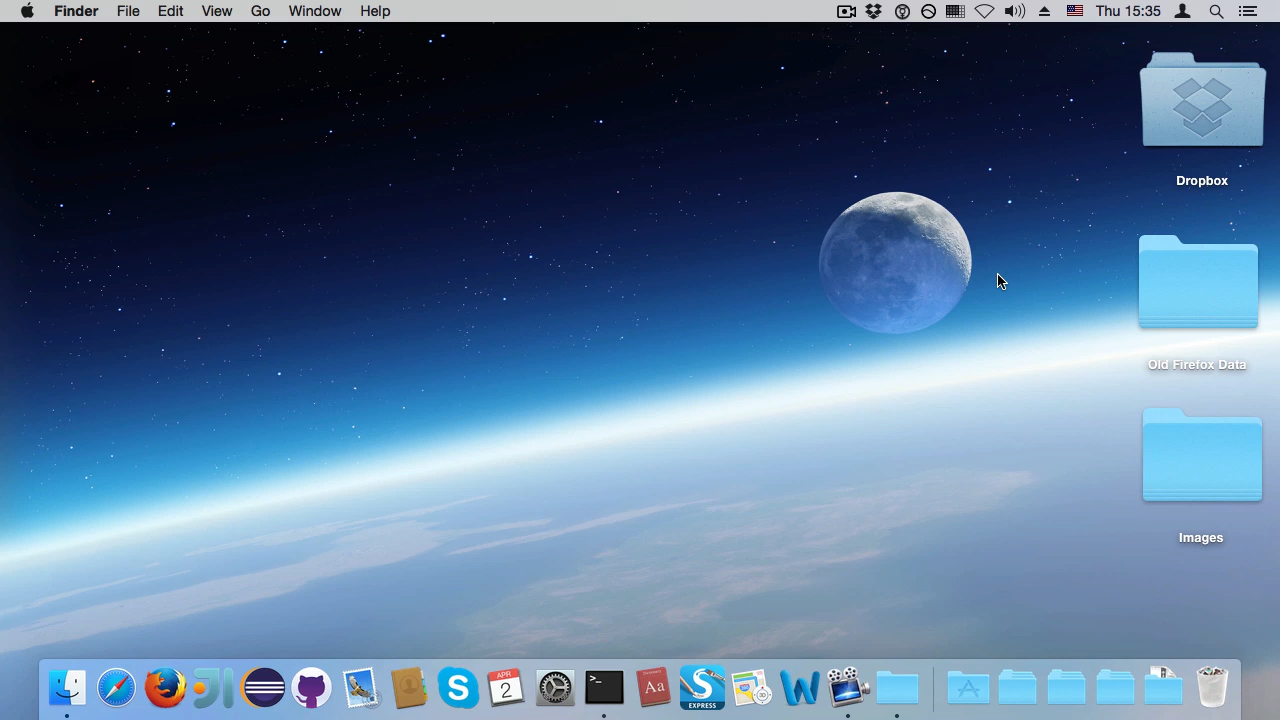 Finder File Edit View Go Window Help Thu 15:35
Dropbox
Old Firefox Data
Images
APR
2
>_
Aa
S
EXPRESS
W